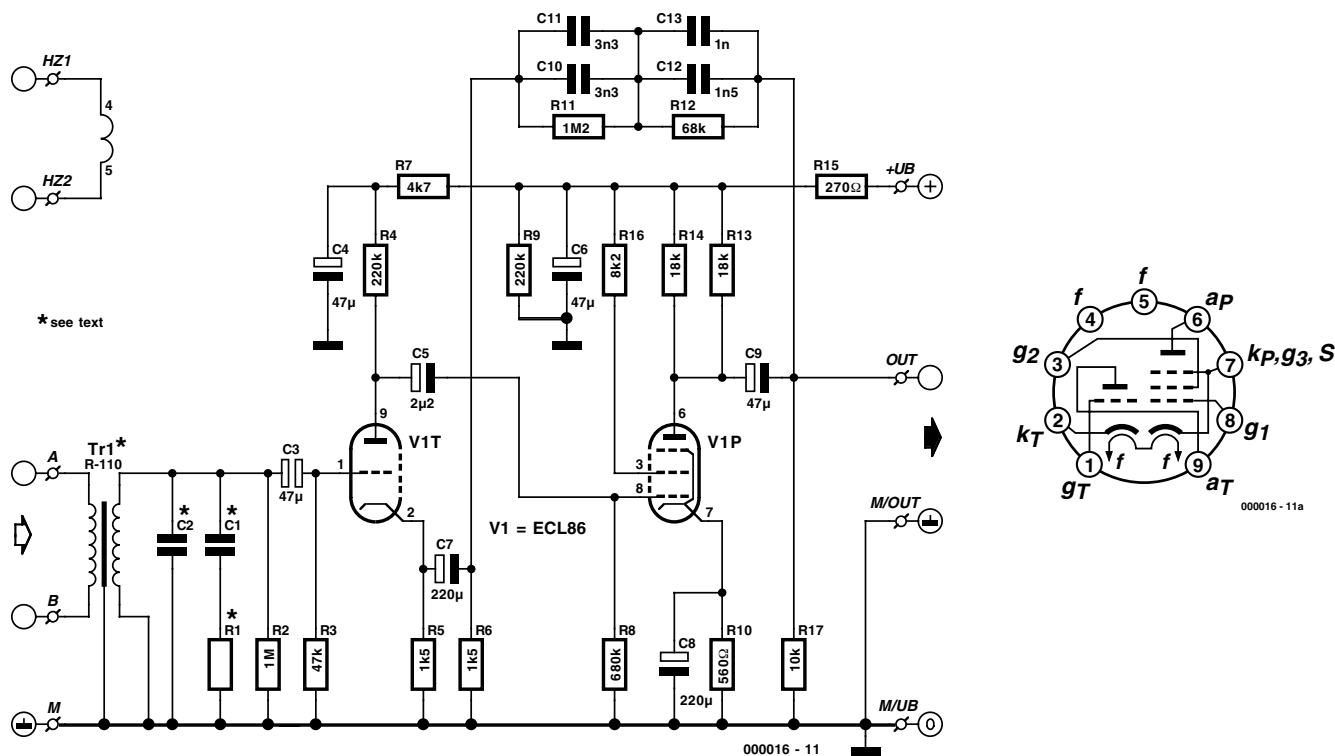 C11
3n3
C13
1n
C10
3n3
C12
1n5
R11
1M2
R12
68k
HZ1
4
5
HZ2
R7
4k7
R15
270Ω
+UB
+
C4
47µ
R4
220k
R9
220k
C6
47µ
R16
8k2
R14
18k
R13
18k
*see text
C5
2µ2
C9
47µ
OUT
9
V1T
1
2
6
V1P
3
8
7
V1 = ECL86
A
Tr1*
R-110
C3
47µ
*
C2
*
C1
B
*
R1
R2
1M
R3
47k
C7
220µ
R5
1k5
R6
1k5
R8
680k
C8
220µ
R10
560Ω
R17
10k
M/OUT
M
M/UB
0
000016 - 11
f
5
f
4
aP
6
g2
3
kP,g3, S
7
kT
2
g1
8
gT
1
f
f
aT
9
000016 - 11a